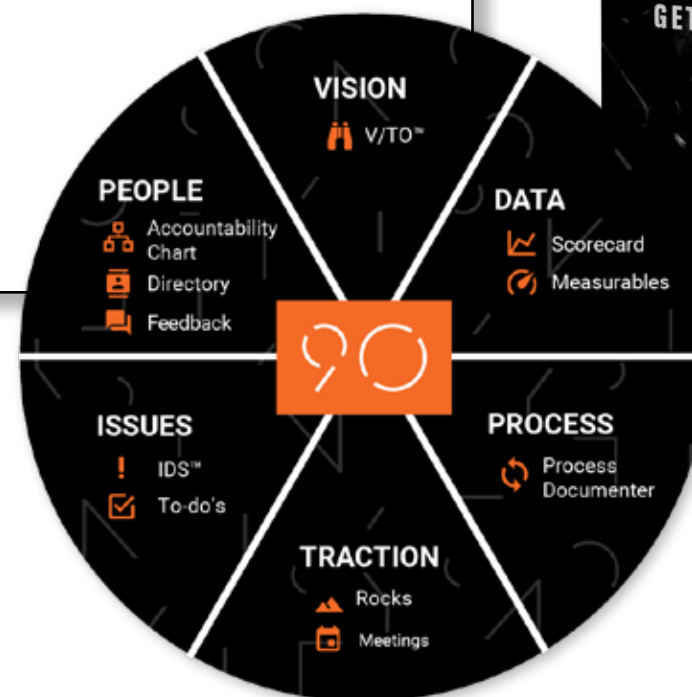 GET
VISION
V/TO™
PEOPLE
Accountability
Chart
Directory
Feedback
DATA
Scorecard
Measurables
90
ISSUES
IDS™
To-do's
PROCESS
Process
Documenter
TRACTION
Rocks
Meetings